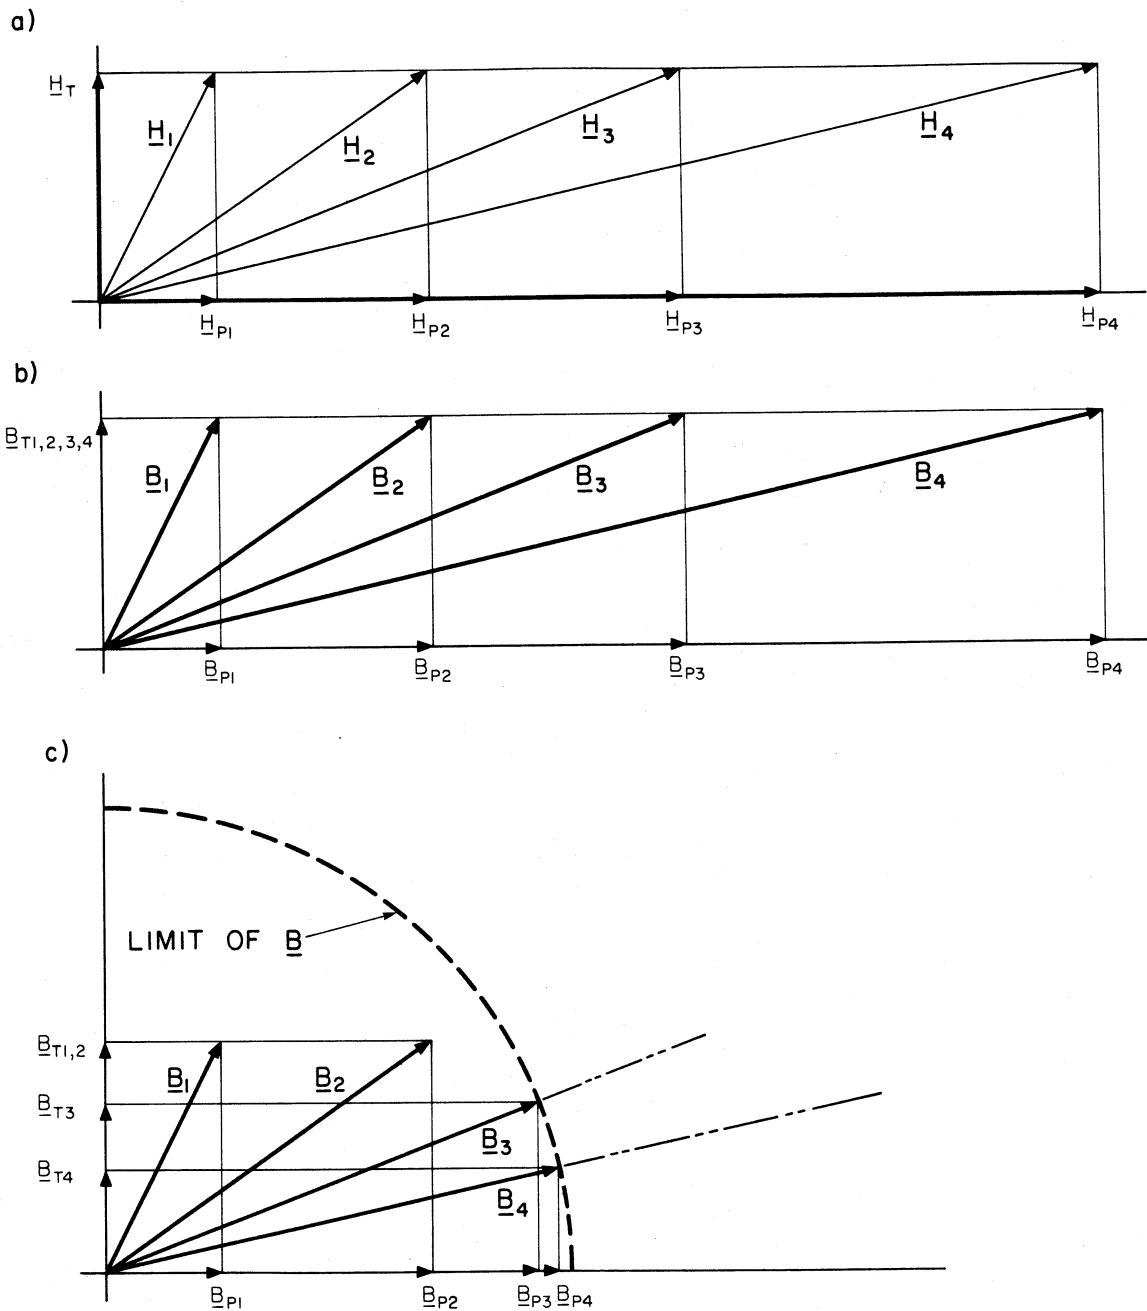 a)
H_T
H_1
H_2
H_3
H_4
H_P1
H_P2
H_P3
H_P4
b)
B_T1,2,3,4
B_1
B_2
B_3
B_4
B_P1
B_P2
B_P3
B_P4
c)
LIMIT OF B
B_T1,2
B_1
B_2
B_T3
B_3
B_T4
B_4
B_P1
B_P2
B_P3
B_P4